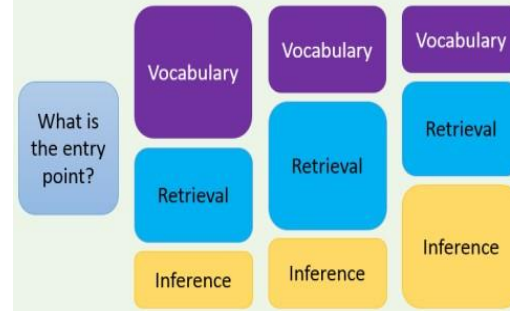 What is
the entry
point?
Vocabulary
Retrieval
Inference
Vocabulary
Retrieval
Inference
Vocabulary
Retrieval
Inference